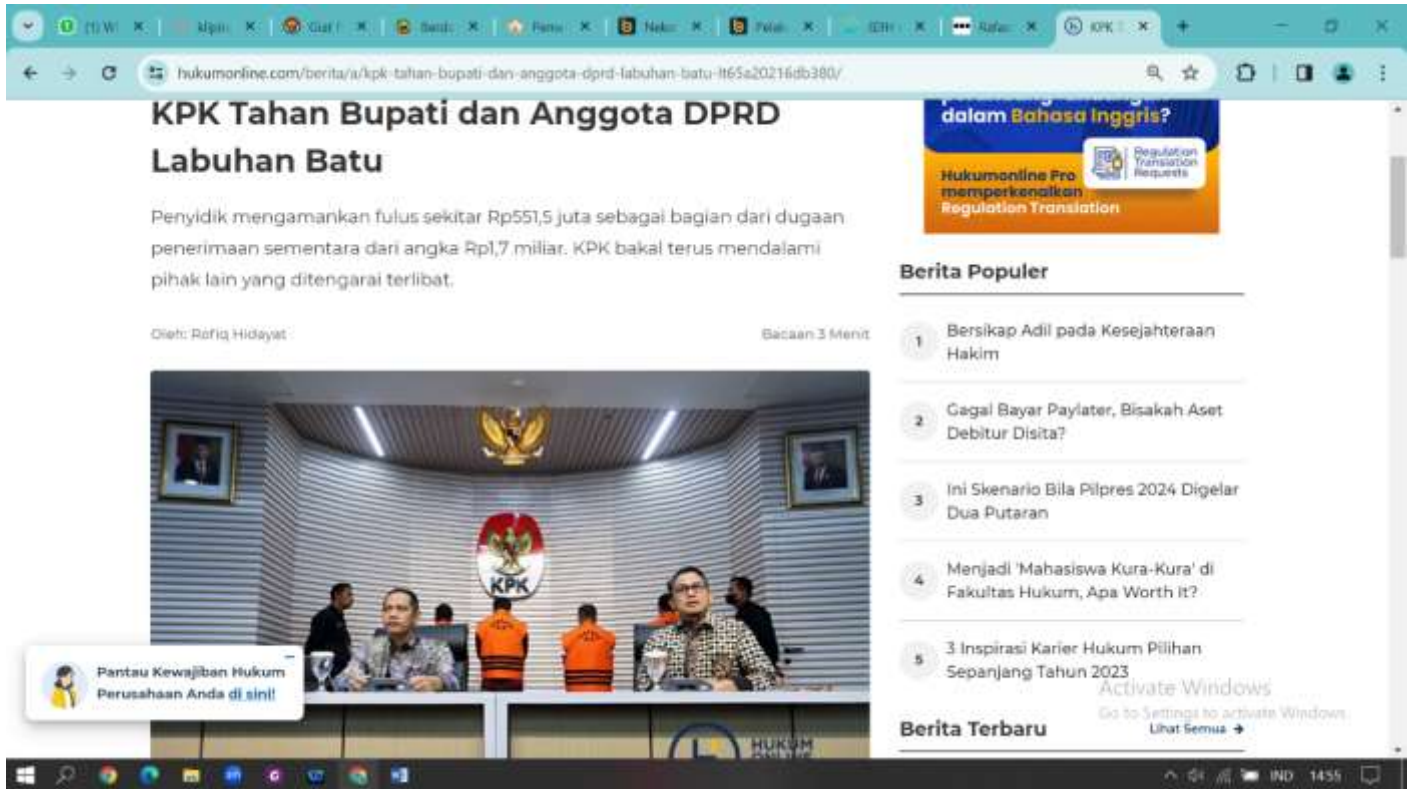 hukumonline.com/berita/a/kpk-tahan-bupati-dan-anggota-dprd-labuhan-batu-lt65a20216db380/
KPK Tahan Bupati dan Anggota DPRD
Labuhan Batu
Penyidik mengamankan fulus sekitar Rp551,5 juta sebagai bagian dari dugaan
penerimaan sementara dari angka Rp1,7 miliar. KPK bakal terus mendalami
pihak lain yang ditengarai terlibat.
Oleh: Rofiq Hidayat
Bacaan 3 Menit
KPK
HUKUM
Pantau Kewajiban Hukum
Perusahaan Anda di sini!
dalam Bahasa Inggris?
Regulation
Translation
Requests
Hukumonline Pro
memperkenalkan
Regulation Translation
Berita Populer
1 Bersikap Adil pada Kesejahteraan
Hakim
2 Gagal Bayar Paylater, Bisakah Aset
Debitur Disita?
3 Ini Skenario Bila Pilpres 2024 Digelar
Dua Putaran
4 Menjadi 'Mahasiswa Kura-Kura' di
Fakultas Hukum, Apa Worth It?
5 3 Inspirasi Karier Hukum Pilihan
Sepanjang Tahun 2023
Activate Windows
Go to Settings to activate Windows.
Berita Terbaru
Lihat Semua →
IND 14:55